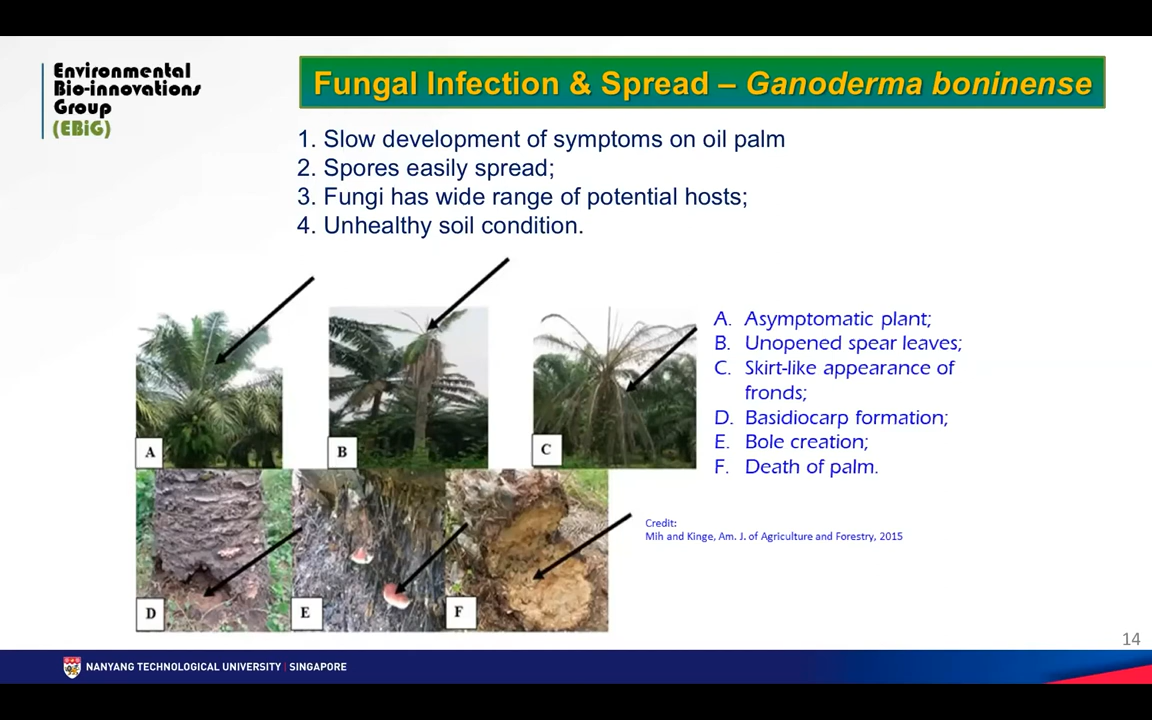 Environmental
Bio-innovations
Group
(EBiG)
Fungal Infection & Spread – Ganoderma boninense
1. Slow development of symptoms on oil palm
2. Spores easily spread;
3. Fungi has wide range of potential hosts;
4. Unhealthy soil condition.
A
B
C
A. Asymptomatic plant;
B. Unopened spear leaves;
C. Skirt-like appearance of
fronds;
D. Basidiocarp formation;
E. Bole creation;
F. Death of palm.
D
E
F
Credit:
Mih and Kinge, Am. J. of Agriculture and Forestry, 2015
14
NANYANG TECHNOLOGICAL UNIVERSITY | SINGAPORE